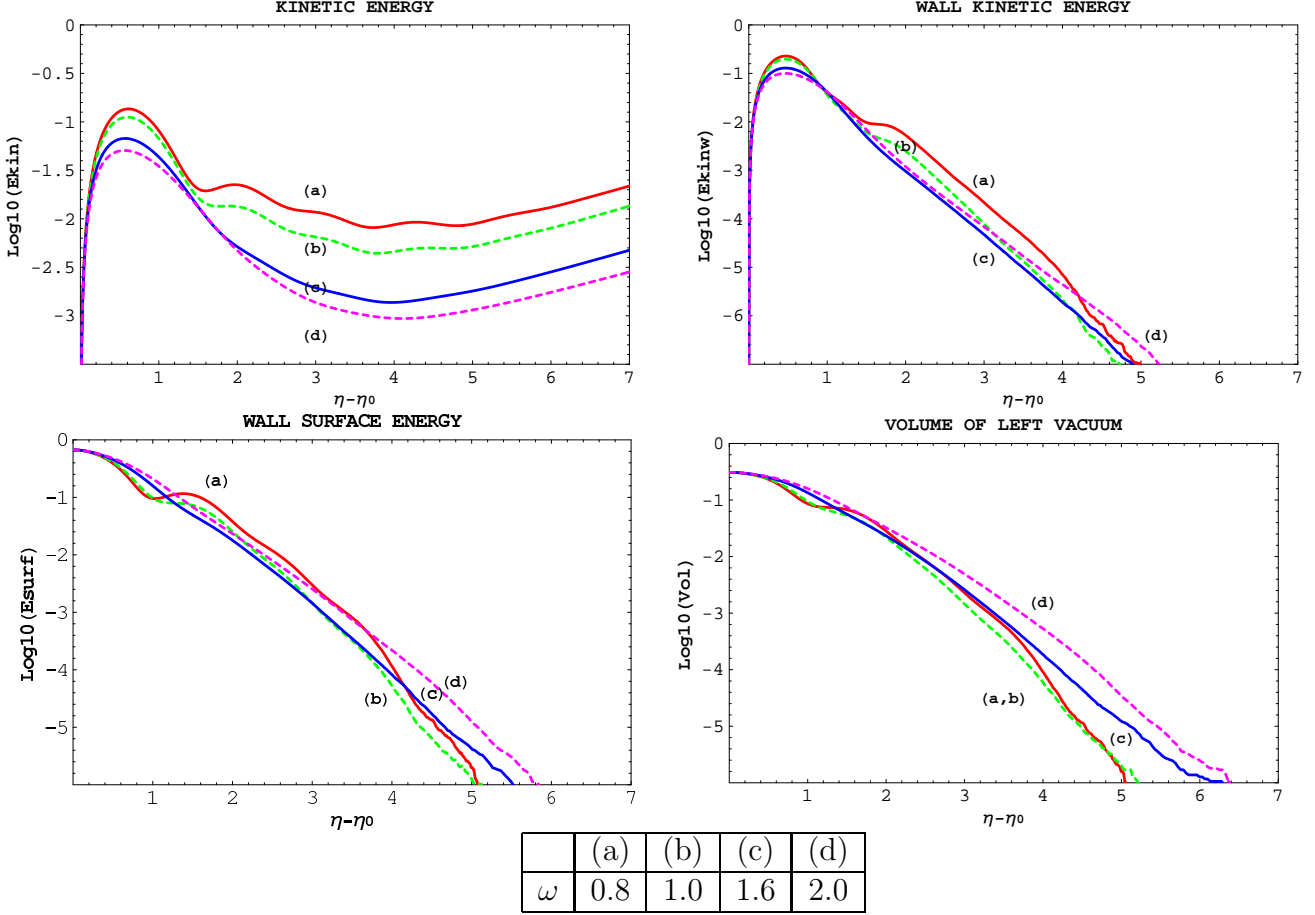 KINETIC ENERGY
Log10(Ekin)
0
-0.5
-1
-1.5
-2
-2.5
-3
(a)
(b)
(c)
(d)
1 2 3 4 5 6 7
η-η0
WALL KINETIC ENERGY
Log10(Ekinw)
0
-1
-2
-3
-4
-5
-6
(b)
(a)
(c)
(d)
1 2 3 4 5 6 7
η-η0
WALL SURFACE ENERGY
Log10(Esurf)
0
-1
-2
-3
-4
-5
(a)
(b)
(c)
(d)
1 2 3 4 5 6 7
η-η0
VOLUME OF LEFT VACUUM
Log10(Vol)
0
-1
-2
-3
-4
-5
(d)
(a,b)
(c)
1 2 3 4 5 6 7
η-η0
(a) (b) (c) (d)
ω 0.8 1.0 1.6 2.0